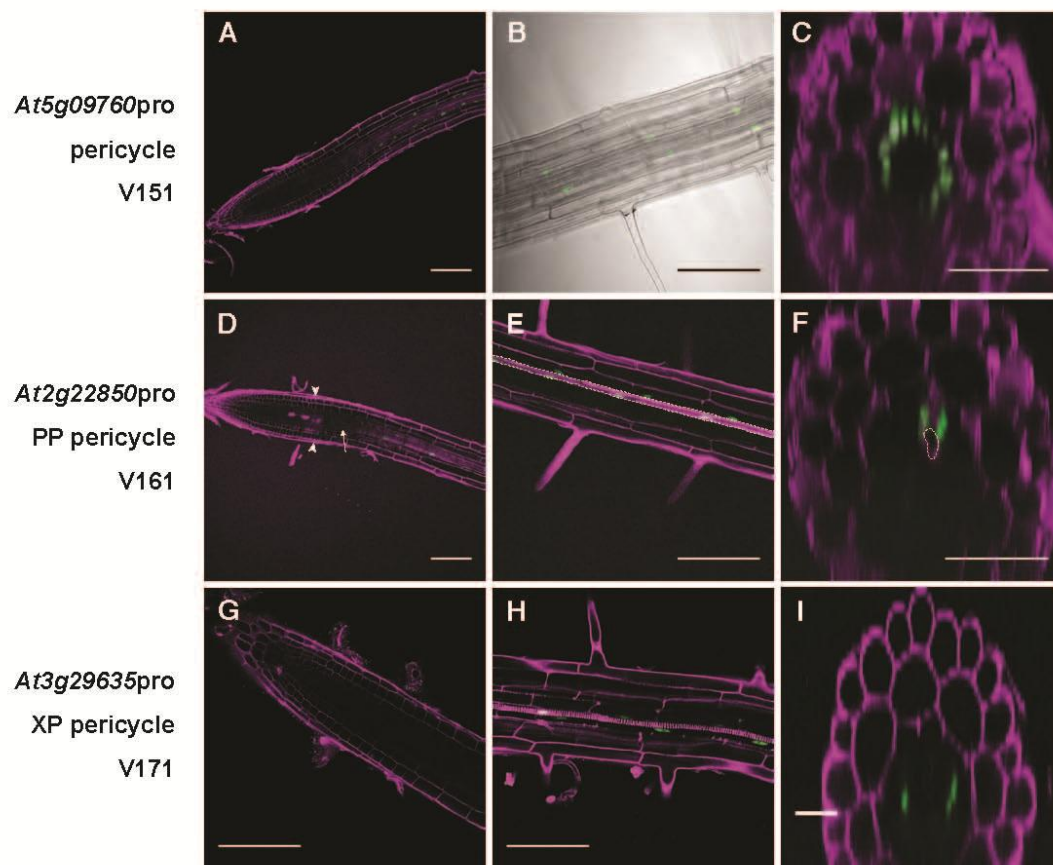 At5g09760pro
pericycle
V151
A
B
C
At2g22850pro
PP pericycle
V161
D
E
F
At3g29635pro
XP pericycle
V171
G
H
I